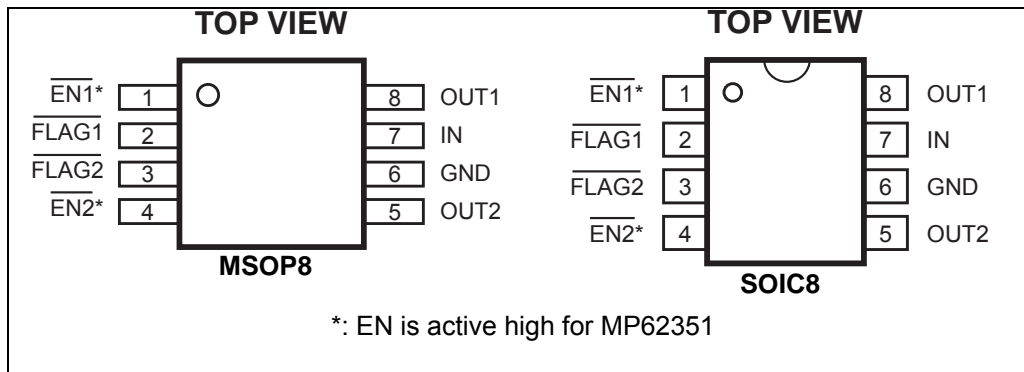 TOP VIEW
EN1* 1 8 OUT1
FLAG1 2 7 IN
FLAG2 3 6 GND
EN2* 4 5 OUT2
MSOP8
TOP VIEW
EN1* 1 8 OUT1
FLAG1 2 7 IN
FLAG2 3 6 GND
EN2* 4 5 OUT2
SOIC8
*: EN is active high for MP62351